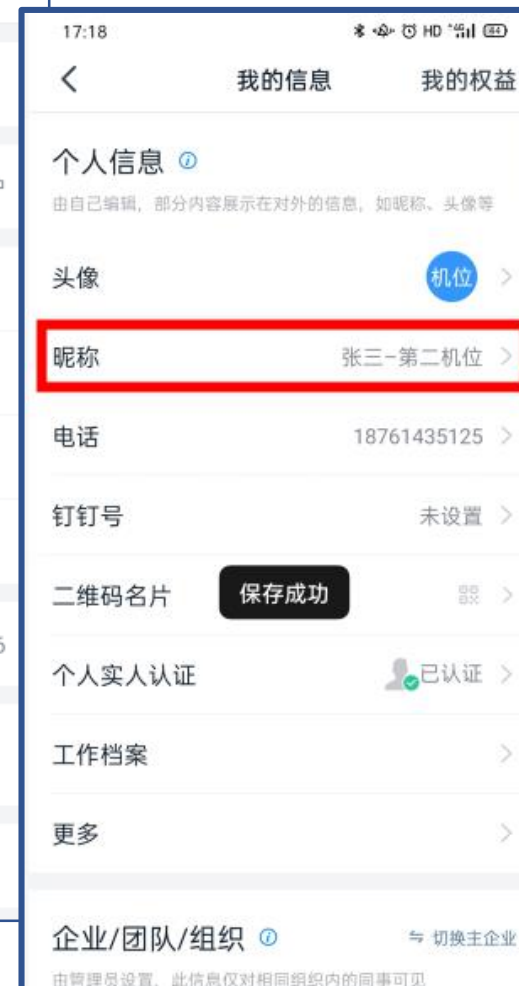 17:18 HD 4G 84
我的信息 我的权益
个人信息
由自己编辑，部分内容展示在对外的信息，如昵称、头像等
头像 机位
昵称 张三-第二机位
电话 18761435125
钉钉号 未设置
二维码名片 保存成功
个人实人认证 已认证
工作档案
更多
企业/团队/组织 切换主企业
由管理员设置，此信息仅对相同组织内的同事可见